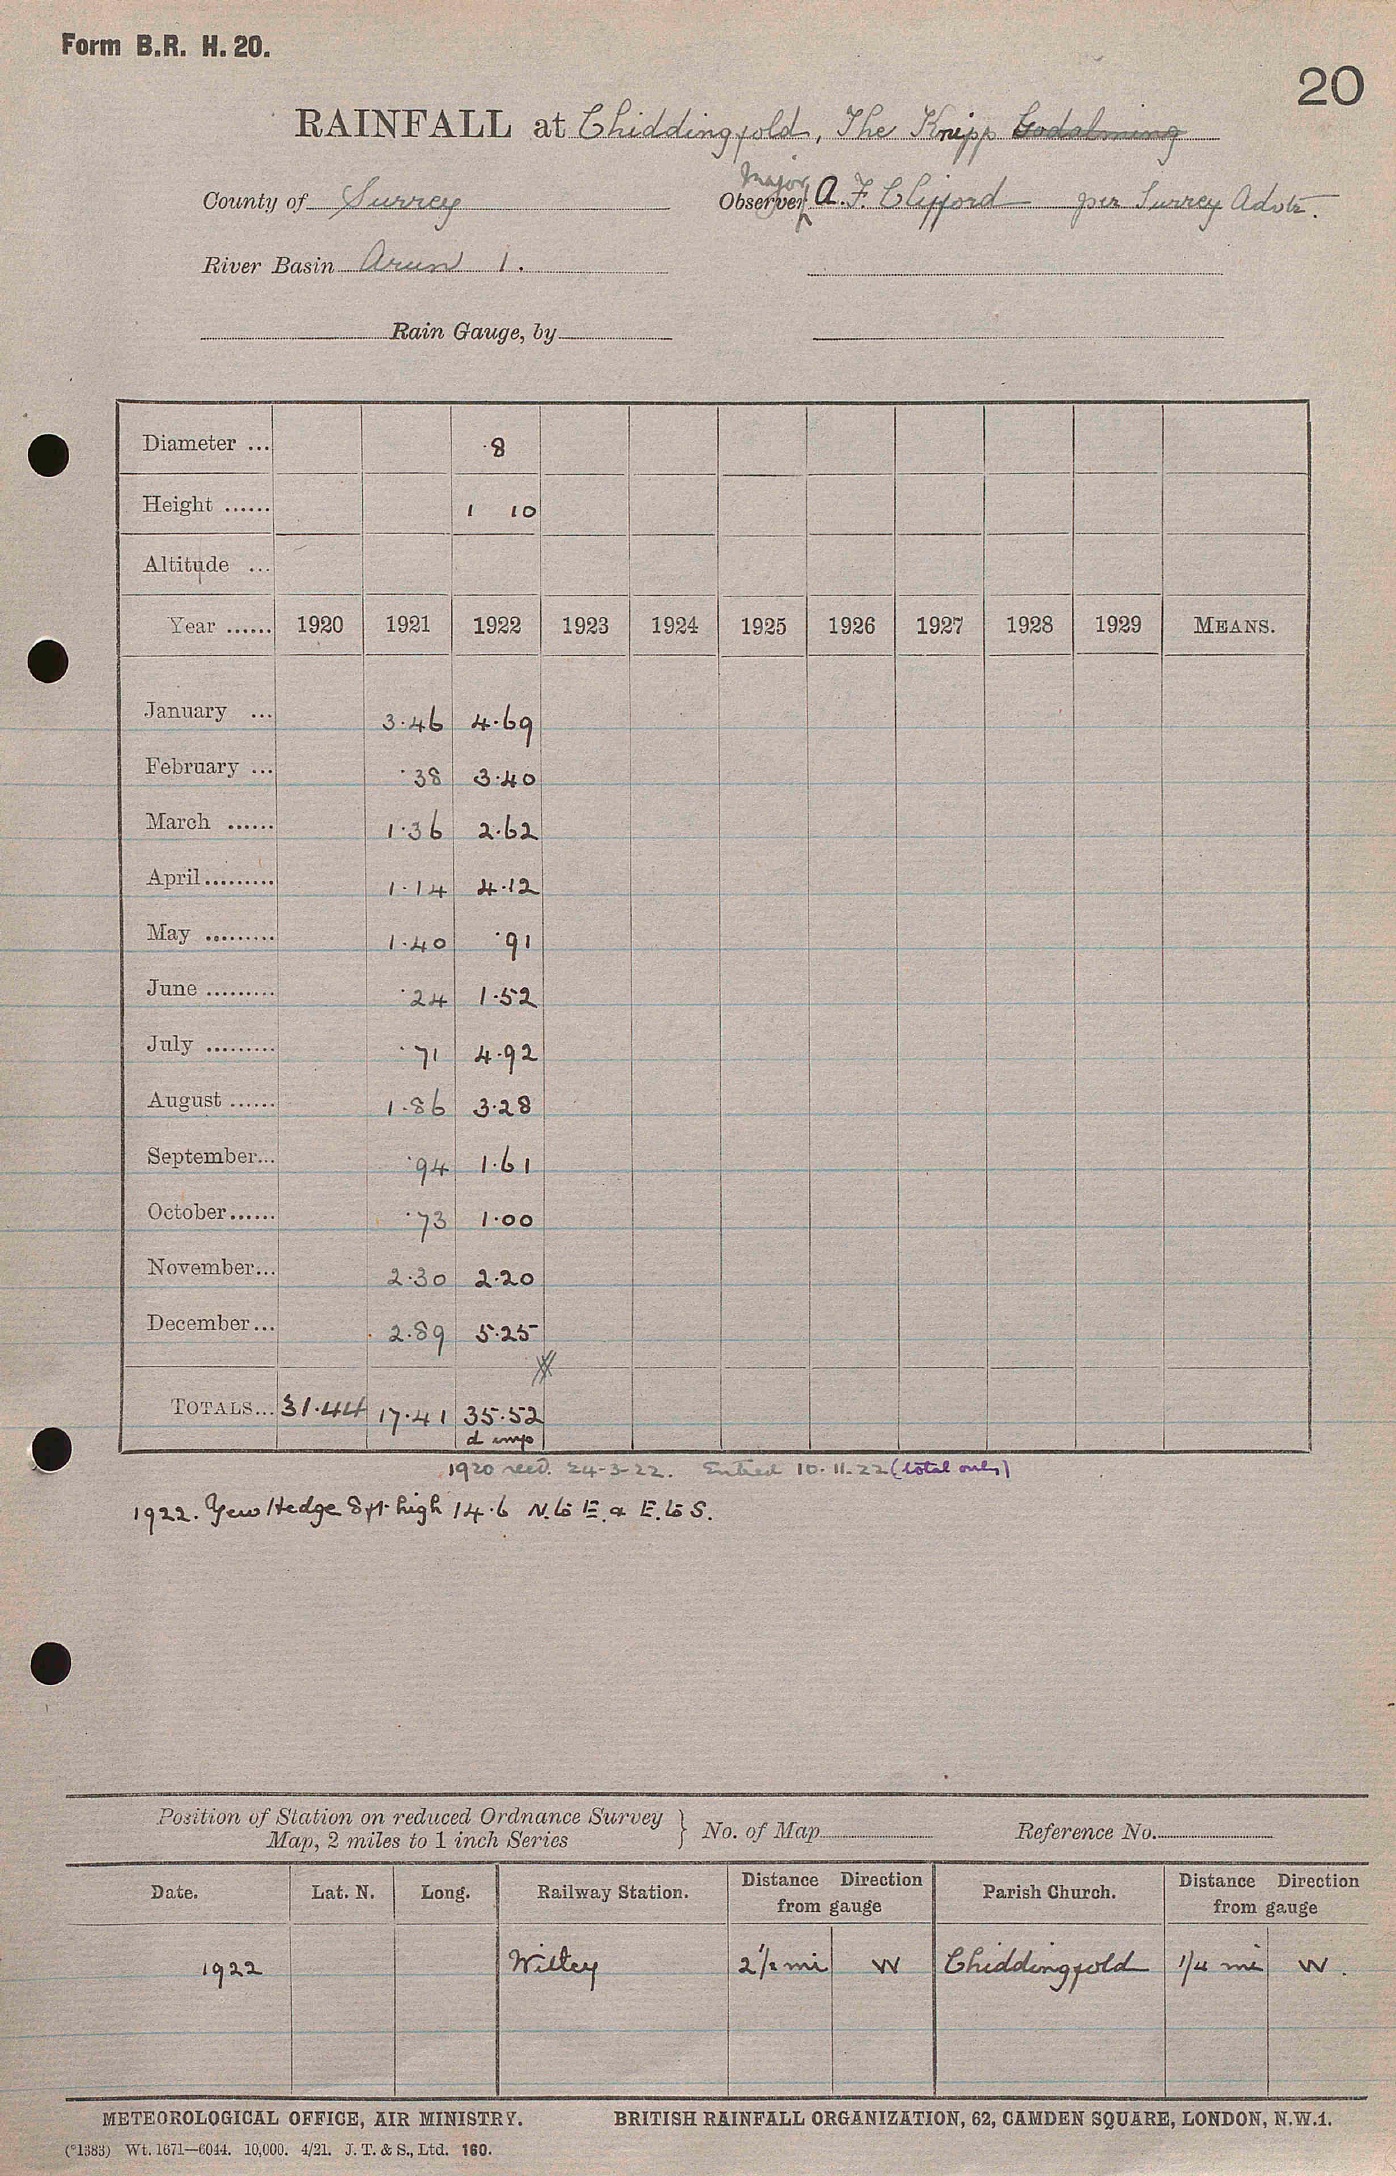 Form B.R. H. 20.
20
RAINFALL at Chiddingfold, The Knipp Godalming
Major
County of Surrey Observer, A. F. Clifford per Surrey Advtr.
River Basin Arun 1.
Rain Gauge, by
Diameter ... ·8
Height ...... 1 10
Altitude ...
Year ...... 1920 1921 1922 1923 1924 1925 1926 1927 1928 1929 MEANS.
January ... 3·46 4·69
February ... ·38 3·40
March ...... 1·36 2·62
April ......... 1·14 4·12
May ......... 1·40 ·91
June ......... ·24 1·52
July ......... ·71 4·92
August ...... 1·86 3·28
September... ·94 1·61
October...... ·73 1·00
November... 2·30 2·20
December... 2·89 5·25
TOTALS... 31·44 17·41 35·52
d imp
1920 recd. 24-3-22. Entried 10.11.22 (total only)
1922. Yew Hedge 8 ft high 14·6 N. to E. & E. to S.
Position of Station on reduced Ordnance Survey
Map, 2 miles to 1 inch Series } No. of Map Reference No.
Date. Lat. N. Long. Railway Station. Distance Direction from gauge Parish Church. Distance Direction from gauge
1922 Witley 2 1/2 mi W Chiddingfold 1/4 mi W.
METEOROLOGICAL OFFICE, AIR MINISTRY. BRITISH RAINFALL ORGANIZATION, 62, CAMDEN SQUARE, LONDON, N.W.1.
(*1383) Wt. 1671—6044. 10,000. 4/21. J. T. & S., Ltd. 160.